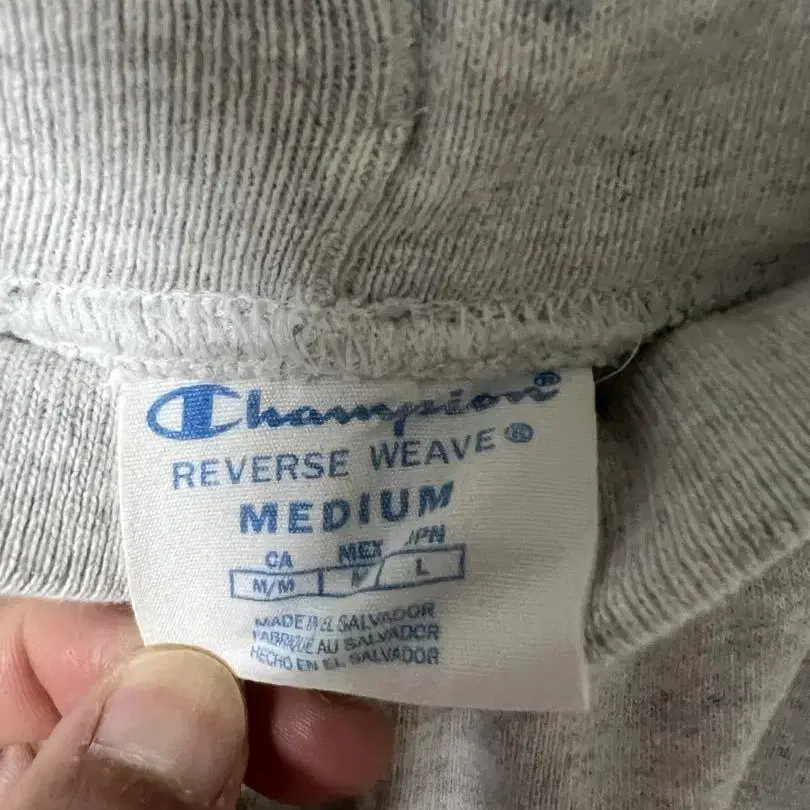 Champion®
REVERSE WEAVE®
MEDIUM
CA MEX JPN
M/M M L
MADE IN EL SALVADOR
FABRIQUE AU SALVADOR
HECHO EN EL SALVADOR